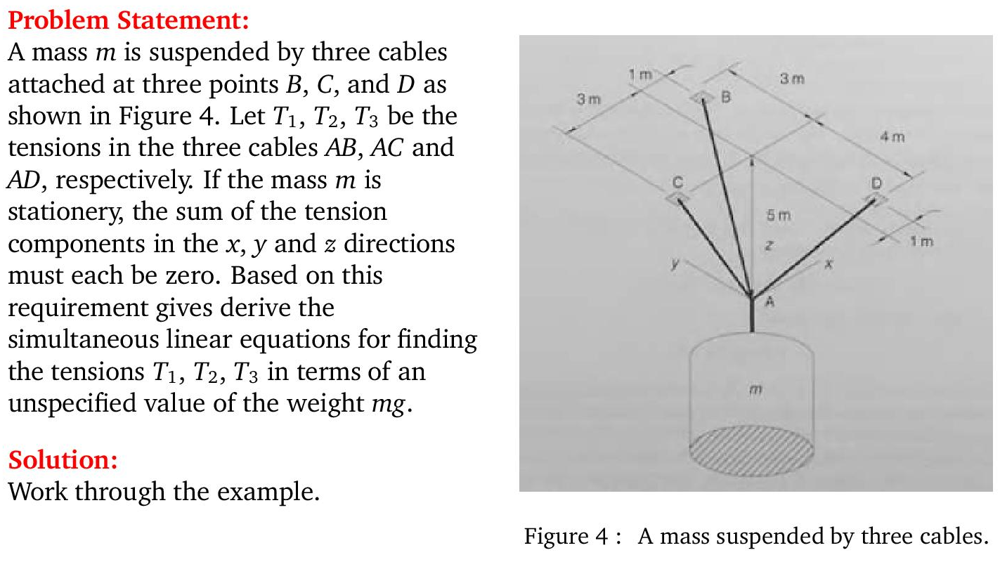 Problem Statement:
A mass m is suspended by three cables
attached at three points B, C, and D as
shown in Figure 4. Let T₁, T₂, T₃ be the
tensions in the three cables AB, AC and
AD, respectively. If the mass m is
stationery, the sum of the tension
components in the x, y and z directions
must each be zero. Based on this
requirement gives derive the
simultaneous linear equations for finding
the tensions T₁, T₂, T₃ in terms of an
unspecified value of the weight mg.
Solution:
Work through the example.
1 m
3 m
B
3 m
4 m
C
D
5 m
1 m
z
y
x
A
m
Figure 4 : A mass suspended by three cables.